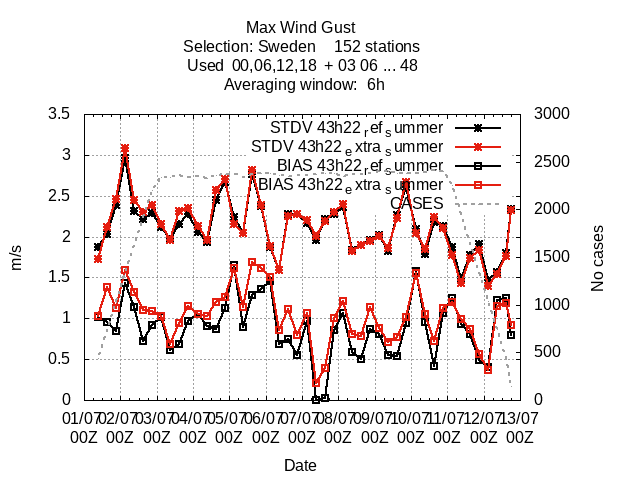 Max Wind Gust
Selection: Sweden    152 stations
Used  00,06,12,18  + 03 06 ... 48
Averaging window:  6h
3.5
3
2.5
2
1.5
1
0.5
0
m/s
3000
2500
2000
1500
1000
500
0
No cases
STDV 43h22_ref_summer
STDV 43h22_extra_summer
BIAS 43h22_ref_summer
BIAS 43h22_extra_summer
CASES
01/07 02/07 03/07 04/07 05/07 06/07 07/07 08/07 09/07 10/07 11/07 12/07 13/07
00Z 00Z 00Z 00Z 00Z 00Z 00Z 00Z 00Z 00Z 00Z 00Z 00Z
Date